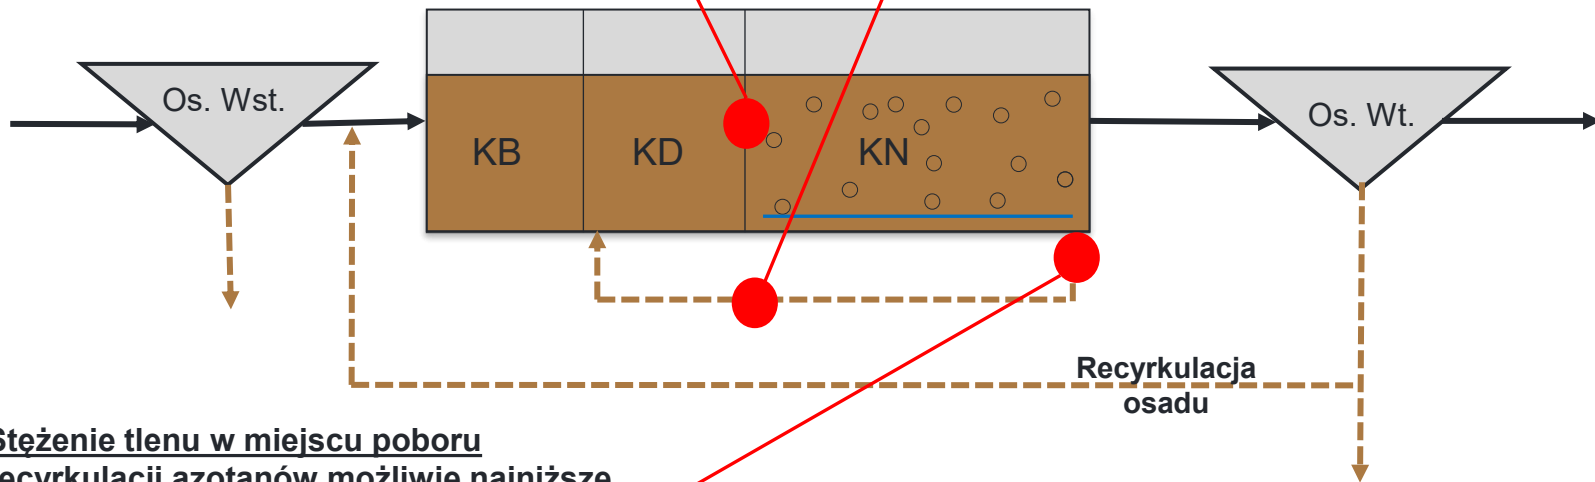 Os. Wst.
KB
KD
KN
Os. Wt.
Recyrkulacja
osadu
Stężenie tlenu w miejscu poboru
recyrkulacji azotanów możliwie najniższe